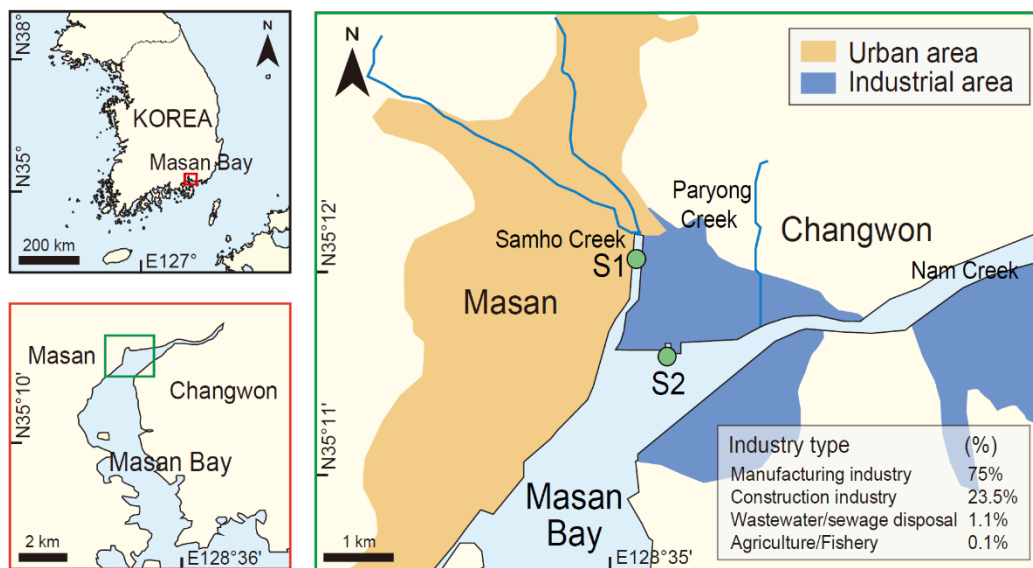 N38°
N
KOREA
Masan Bay
N35°
200 km
E127°
Masan
N35°10'
Changwon
Masan Bay
2 km
E128°36'
N
Urban area
Industrial area
N35°12'
Paryong
Creek
Samho Creek
Changwon
S1
Nam Creek
Masan
S2
N35°11'
Industry type (%)
Manufacturing industry 75%
Construction industry 23.5%
Wastewater/sewage disposal 1.1%
Agriculture/Fishery 0.1%
Masan
Bay
1 km
E128°35'